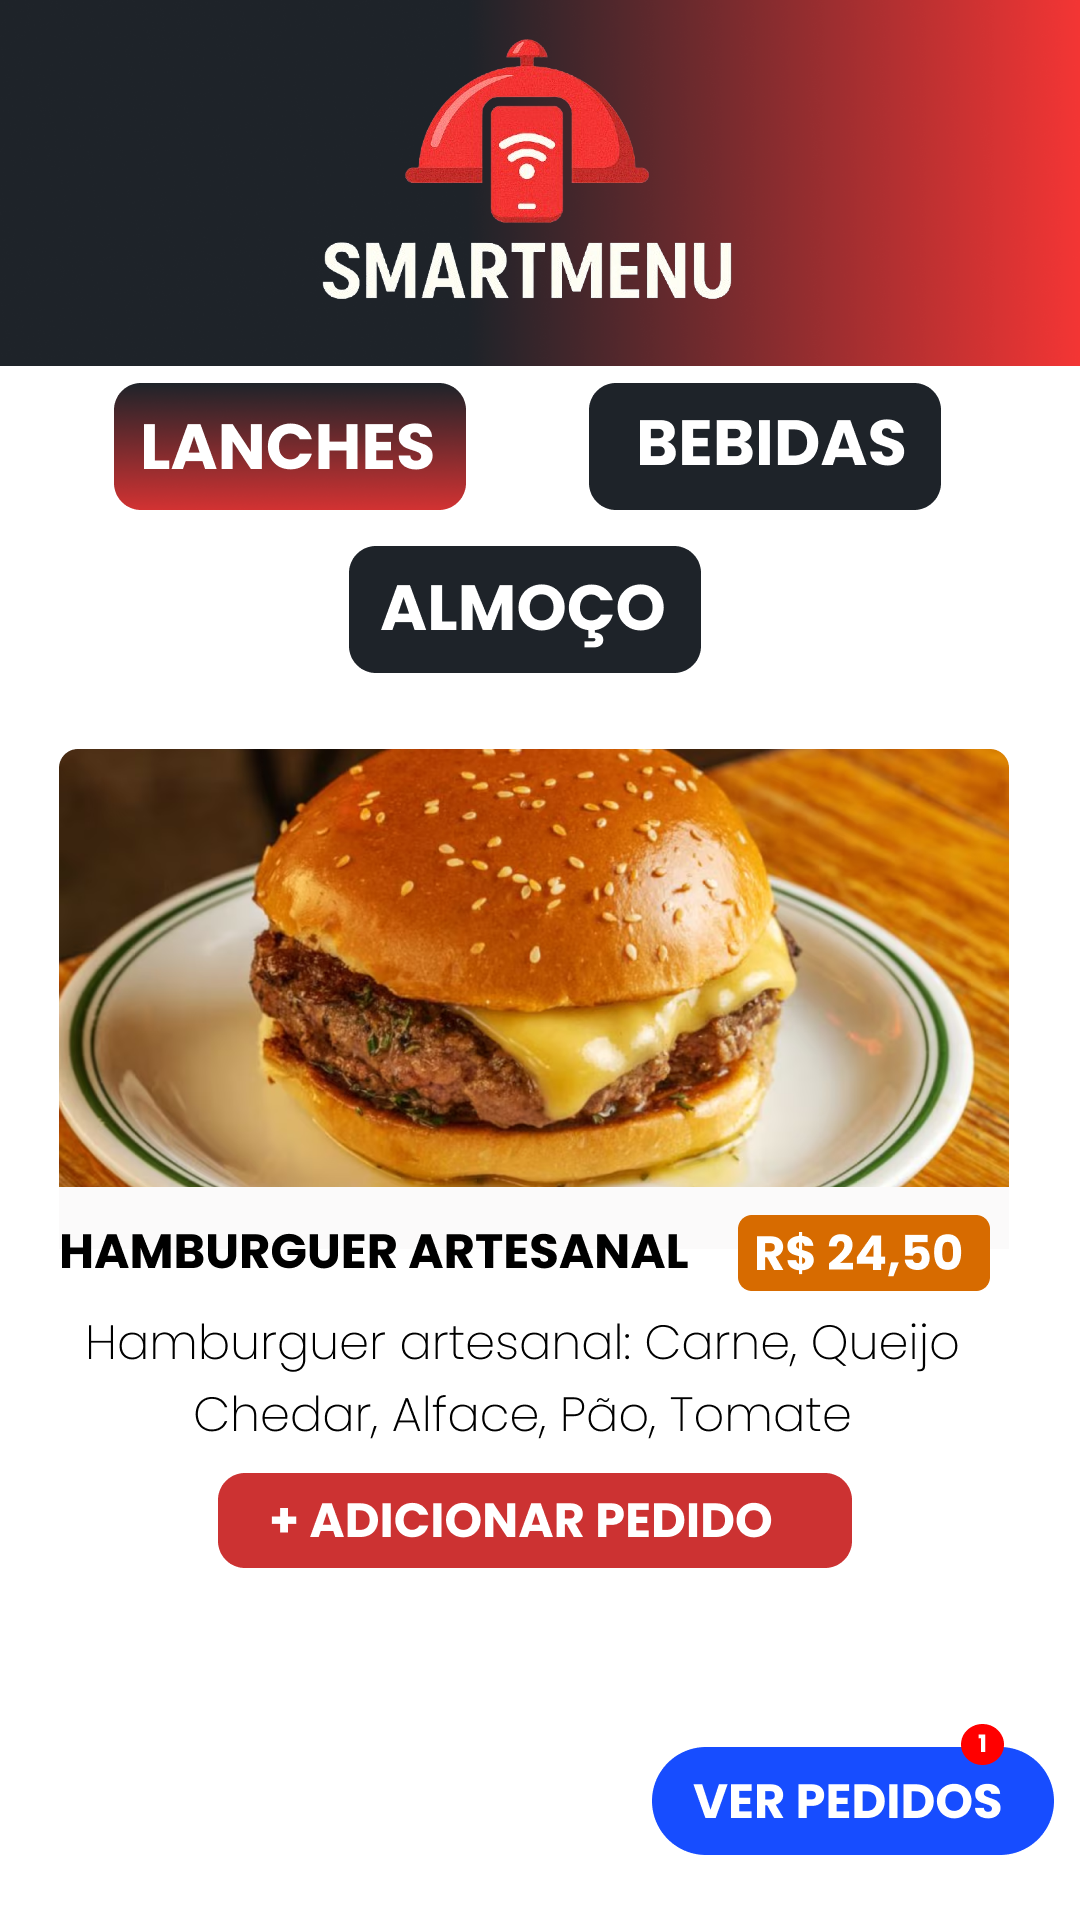 SMARTMENU
LANCHES
BEBIDAS
ALMOÇO
HAMBURGUER ARTESANAL
R$ 24,50
Hamburguer artesanal: Carne, Queijo
Chedar, Alface, Pão, Tomate
+ ADICIONAR PEDIDO
1
VER PEDIDOS